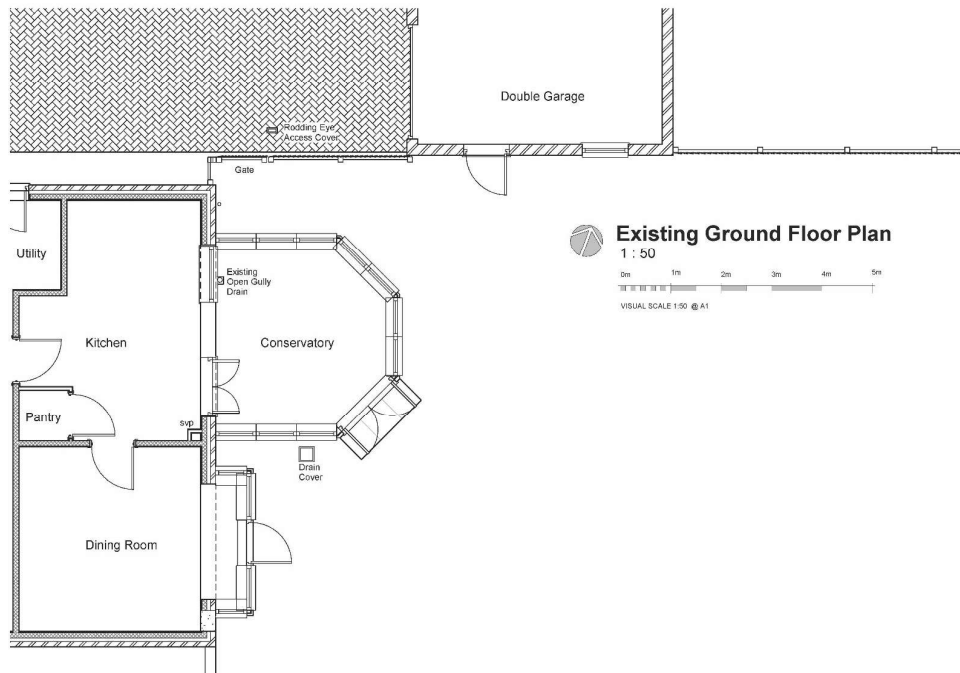 Double Garage
Rodding Eye
Access Cover
Gate
Existing Ground Floor Plan
1 : 50
0m 1m 2m 3m 4m 5m
VISUAL SCALE 1:50 @ A1
Utility
Existing
Open Gully
Drain
Kitchen
Conservatory
Pantry
svp
Drain
Cover
Dining Room